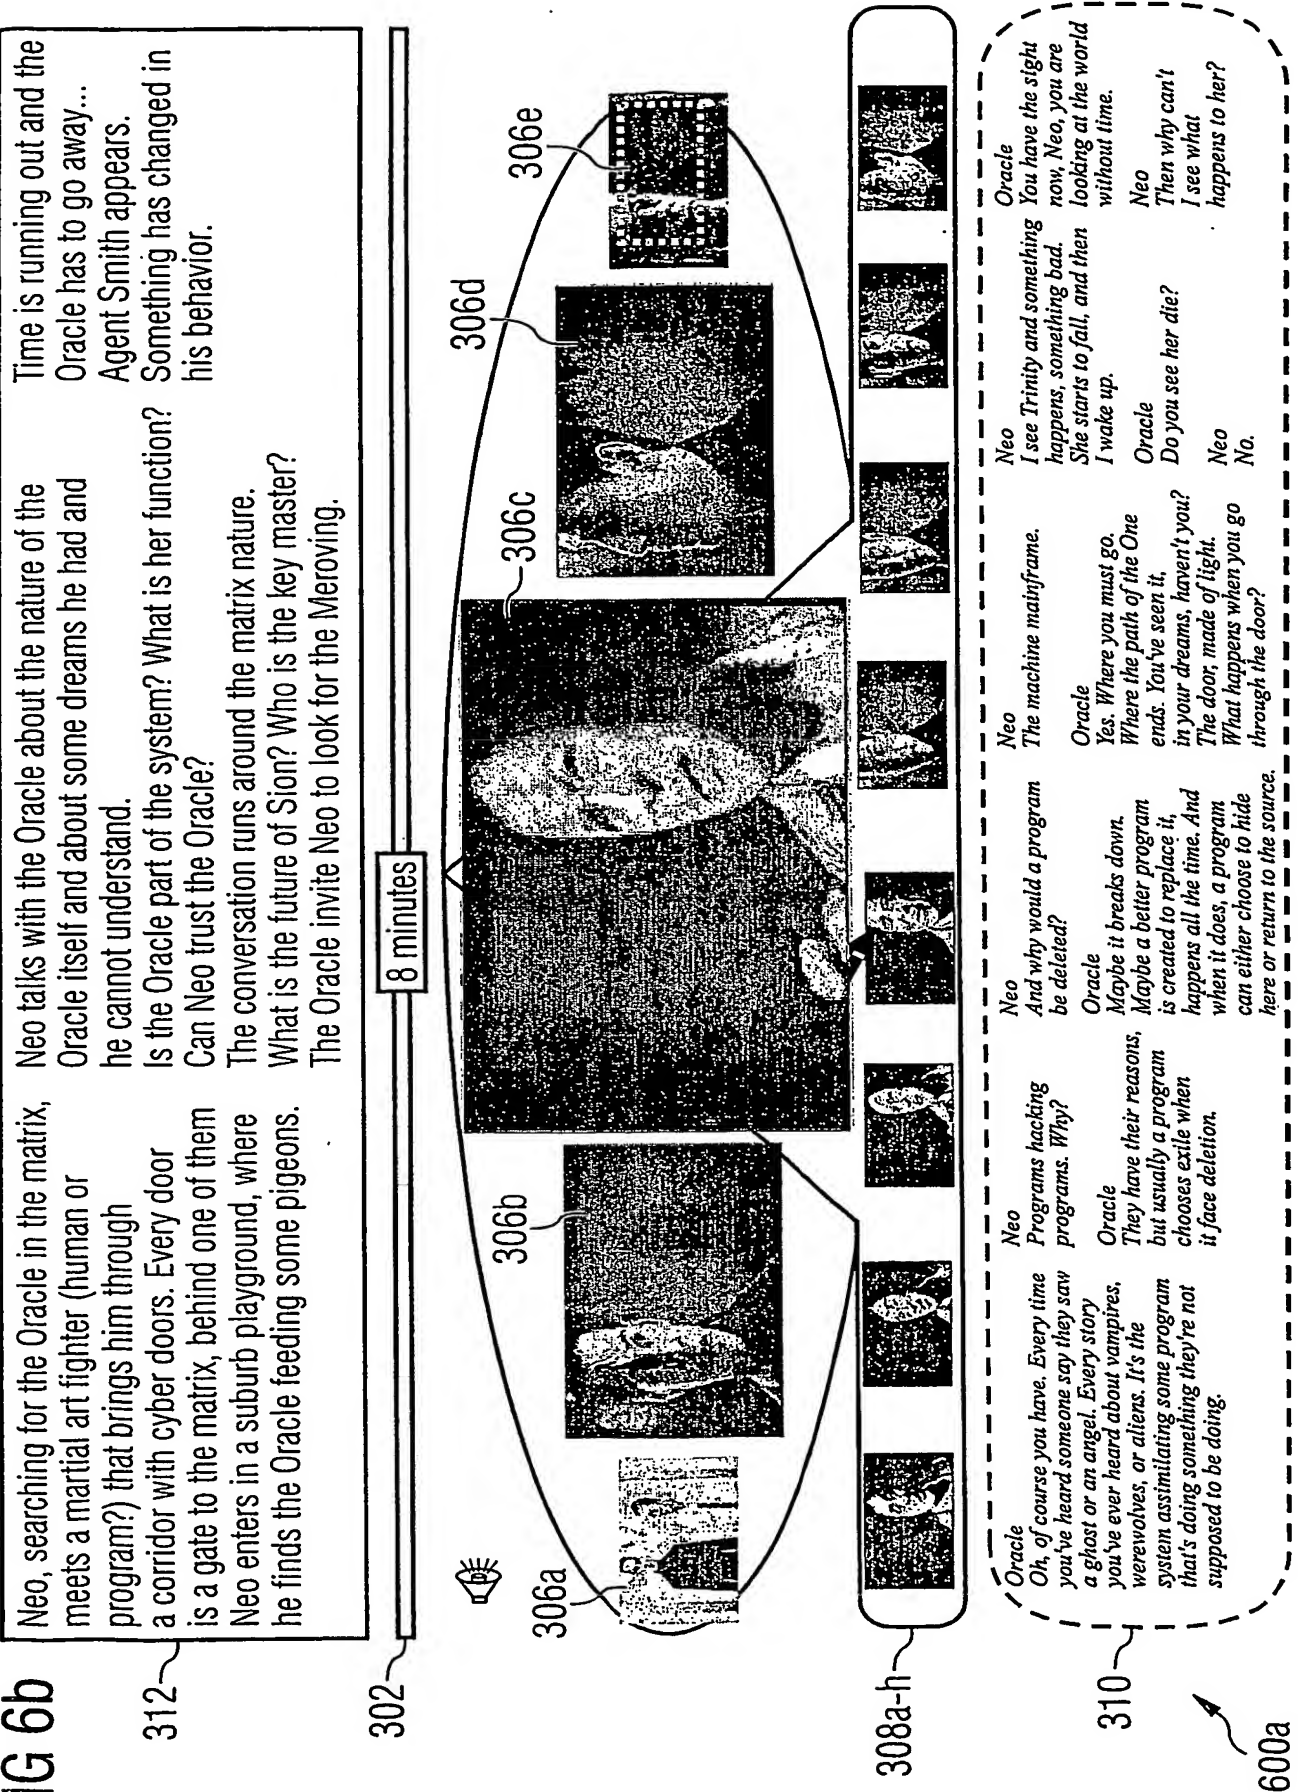 IG 6b
312
Neo, searching for the Oracle in the matrix,
meets a martial art fighter (human or
program?) that brings him through
a corridor with cyber doors. Every door
is a gate to the matrix, behind one of them
Neo enters in a suburb playground, where
he finds the Oracle feeding some pigeons.
Neo talks with the Oracle about the nature of the
Oracle itself and about some dreams he had and
he cannot understand.
Is the Oracle part of the system? What is her function?
Can Neo trust the Oracle?
The conversation runs around the matrix nature.
What is the future of Sion? Who is the key master?
The Oracle invite Neo to look for the Meroving.
Time is running out and the
Oracle has to go away...
Agent Smith appears.
Something has changed in
his behavior.
302
8 minutes
306a
306b
306c
306d
306e
308a-h
310
Oracle
Oh, of course you have. Every time
you've heard someone say they saw
a ghost or an angel. Every story
you've ever heard about vampires,
werewolves, or aliens. It's the
system assimilating some program
that's doing something they're not
supposed to be doing.
Neo
Programs hacking
programs. Why?
Oracle
They have their reasons,
but usually a program
chooses exile when
it face deletion.
Neo
And why would a program
be deleted?
Oracle
Maybe it breaks down.
Maybe a better program
is created to replace it,
happens all the time. And
when it does, a program
can either choose to hide
here or return to the source.
Neo
The machine mainframe.
Oracle
Yes. Where you must go.
Where the path of the One
ends. You've seen it,
in your dreams, haven't you?
The door, made of light.
What happens when you go
through the door?
Neo
I see Trinity and something
happens, something bad.
She starts to fall, and then
I wake up.
Oracle
Do you see her die?
Neo
No.
Oracle
You have the sight
now, Neo, you are
looking at the world
without time.
Neo
Then why can't
I see what
happens to her?
600a